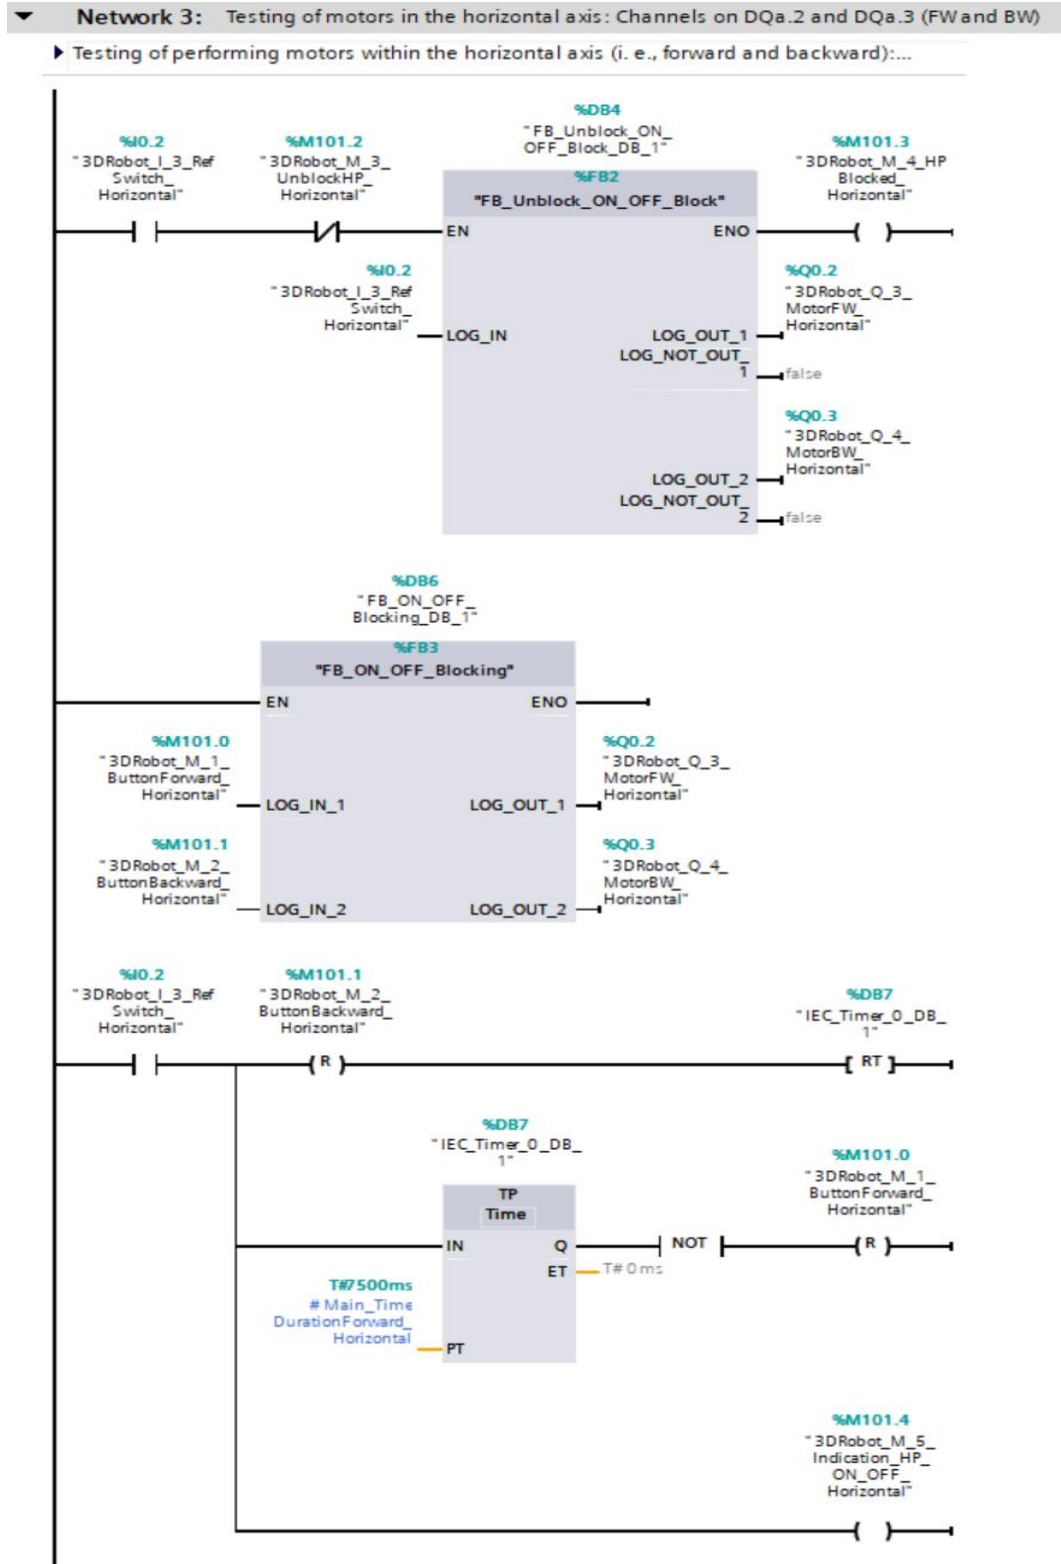 Network 3: Testing of motors in the horizontal axis: Channels on DQa.2 and DQa.3 (FW and BW)
Testing of performing motors within the horizontal axis (i. e., forward and backward):...
%DB4
"FB_Unblock_ON_
OFF_Block_DB_1"
%I0.2
"3DRobot_I_3_Ref
Switch_
Horizontal"
%M101.2
"3DRobot_M_3_
UnblockHP_
Horizontal"
%FB2
"FB_Unblock_ON_OFF_Block"
%M101.3
"3DRobot_M_4_HP
Blocked_
Horizontal"
EN
ENO
( )
%I0.2
"3DRobot_I_3_Ref
Switch_
Horizontal"
LOG_IN
LOG_OUT_1
%Q0.2
"3DRobot_Q_3_
MotorFW_
Horizontal"
LOG_NOT_OUT_
1
false
LOG_OUT_2
%Q0.3
"3DRobot_Q_4_
MotorBW_
Horizontal"
LOG_NOT_OUT_
2
false
%DB6
"FB_ON_OFF_
Blocking_DB_1"
%FB3
"FB_ON_OFF_Blocking"
EN
ENO
%M101.0
"3DRobot_M_1_
ButtonForward_
Horizontal"
LOG_IN_1
LOG_OUT_1
%Q0.2
"3DRobot_Q_3_
MotorFW_
Horizontal"
%M101.1
"3DRobot_M_2_
ButtonBackward_
Horizontal"
LOG_IN_2
LOG_OUT_2
%Q0.3
"3DRobot_Q_4_
MotorBW_
Horizontal"
%I0.2
"3DRobot_I_3_Ref
Switch_
Horizontal"
%M101.1
"3DRobot_M_2_
ButtonBackward_
Horizontal"
( R )
%DB7
"IEC_Timer_0_DB_
1"
[ RT ]
%DB7
"IEC_Timer_0_DB_
1"
TP
Time
IN
Q
ET
T#0ms
NOT
%M101.0
"3DRobot_M_1_
ButtonForward_
Horizontal"
( R )
T#7500ms
#Main_Time
DurationForward_
Horizontal
PT
%M101.4
"3DRobot_M_5_
Indication_HP_
ON_OFF_
Horizontal"
( )